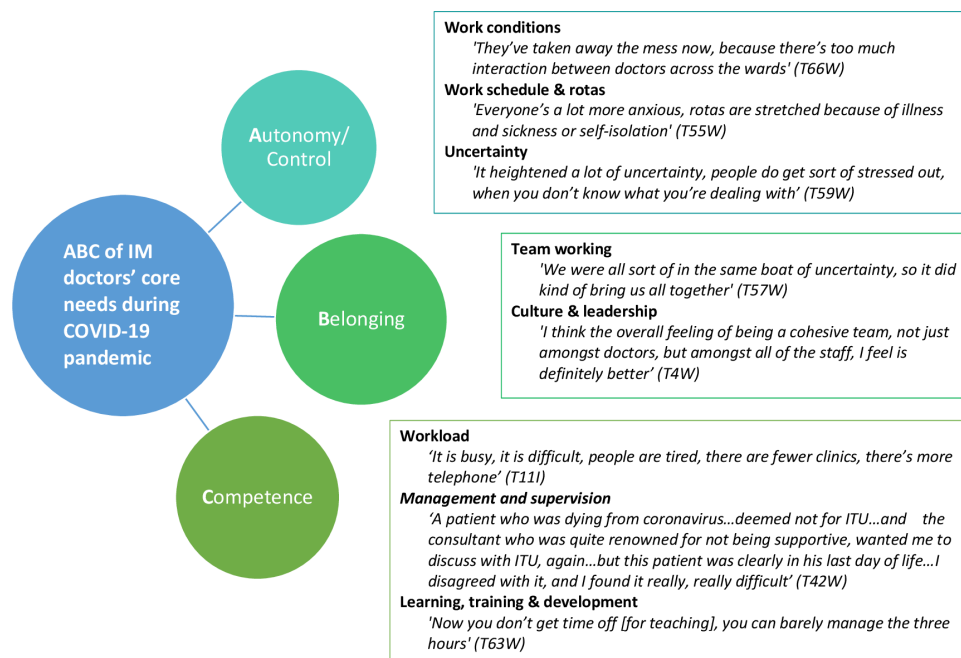 ABC of IM
doctors’ core
needs during
COVID-19
pandemic
Autonomy/
Control
Work conditions
'They’ve taken away the mess now, because there’s too much
interaction between doctors across the wards' (T66W)
Work schedule & rotas
'Everyone’s a lot more anxious, rotas are stretched because of illness
and sickness or self-isolation' (T55W)
Uncertainty
'It heightened a lot of uncertainty, people do get sort of stressed out,
when you don’t know what you’re dealing with’ (T59W)
Belonging
Team working
'We were all sort of in the same boat of uncertainty, so it did
kind of bring us all together' (T57W)
Culture & leadership
'I think the overall feeling of being a cohesive team, not just
amongst doctors, but amongst all of the staff, I feel is
definitely better’ (T4W)
Competence
Workload
‘It is busy, it is difficult, people are tired, there are fewer clinics, there’s more
telephone’ (T11I)
Management and supervision
‘A patient who was dying from coronavirus…deemed not for ITU…and the
consultant who was quite renowned for not being supportive, wanted me to
discuss with ITU, again…but this patient was clearly in his last day of life…I
disagreed with it, and I found it really, really difficult’ (T42W)
Learning, training & development
'Now you don’t get time off [for teaching], you can barely manage the three
hours' (T63W)